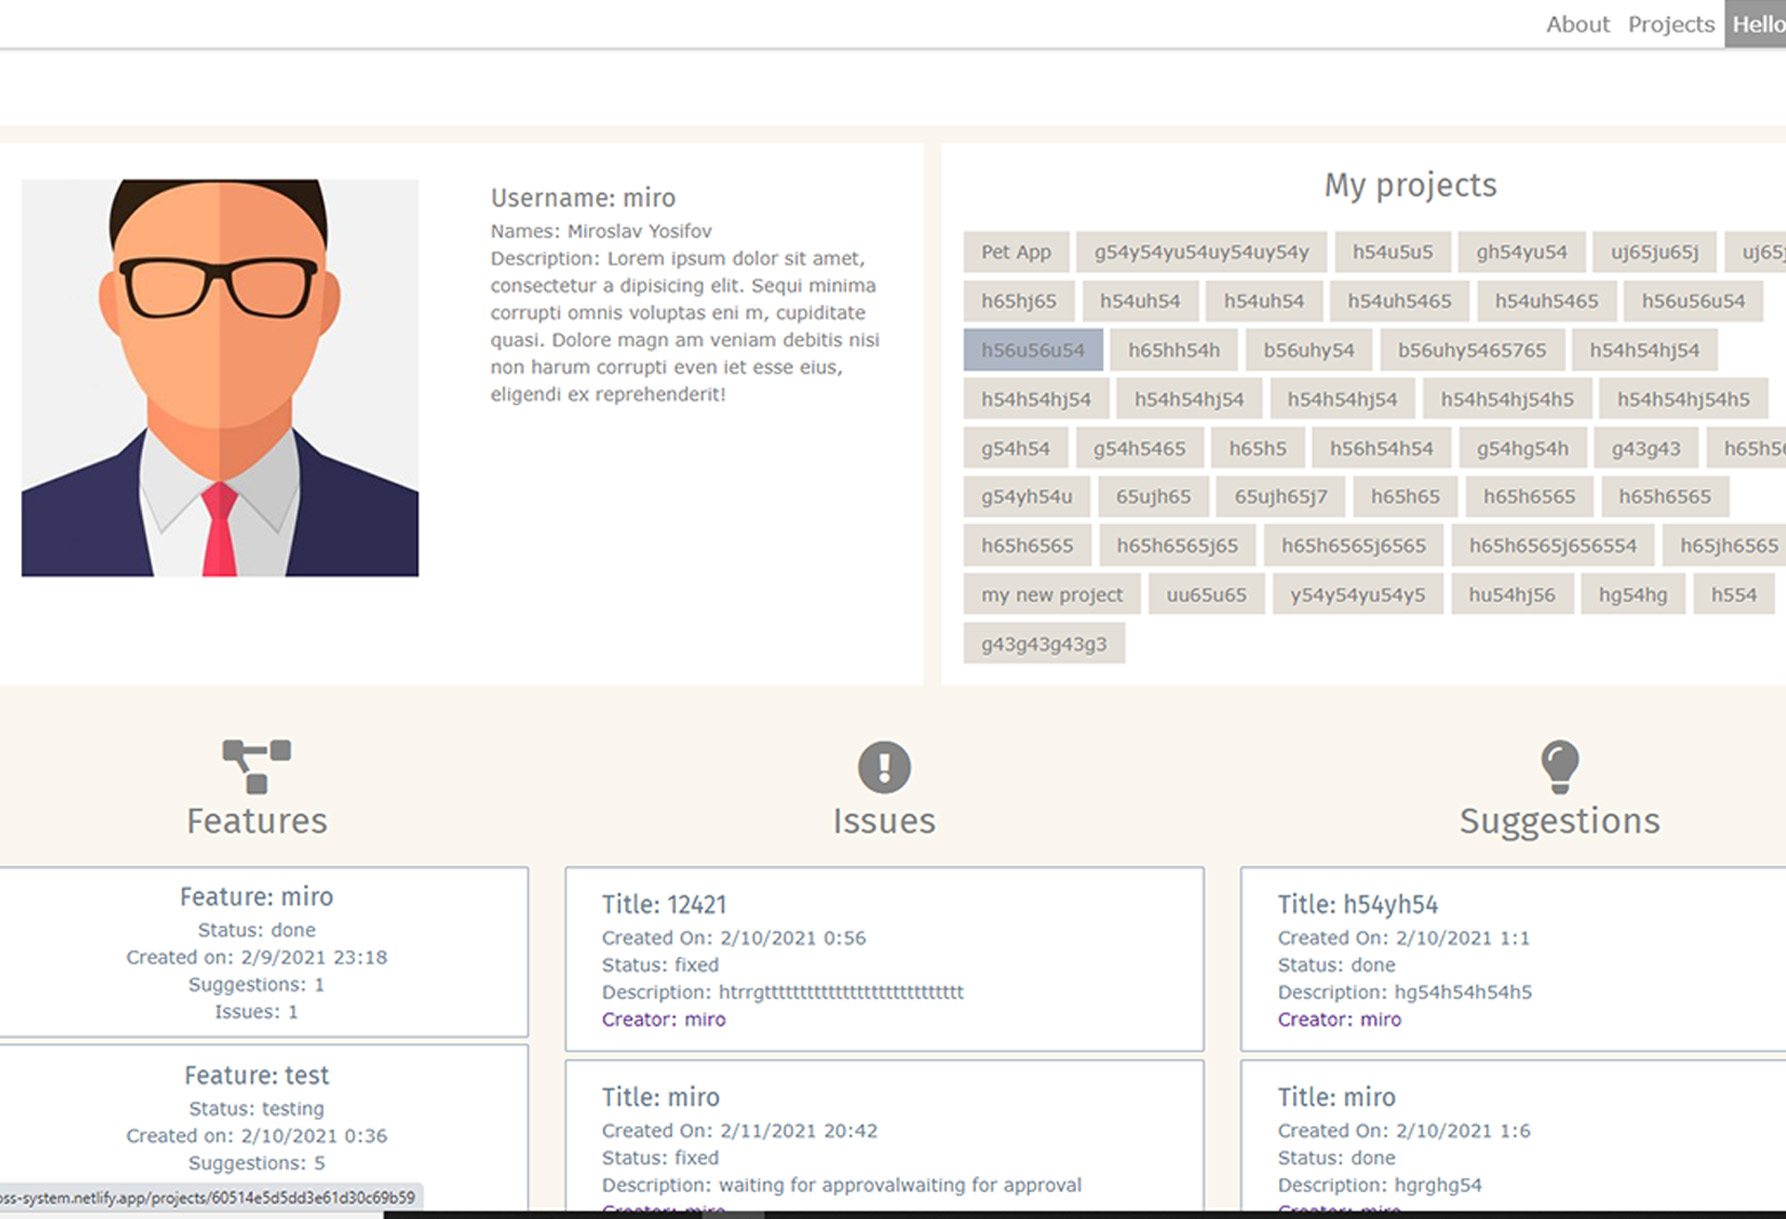 About Projects Hello
Username: miro
Names: Miroslav Yosifov
Description: Lorem ipsum dolor sit amet,
consectetur a dipisicing elit. Sequi minima
corrupti omnis voluptas eni m, cupiditate
quasi. Dolore magn am veniam debitis nisi
non harum corrupti even iet esse eius,
eligendi ex reprehenderit!
My projects
Pet App g54y54yu54uy54uy54y h54u5u5 gh54yu54 uj65ju65j uj65j
h65hj65 h54uh54 h54uh54 h54uh5465 h54uh5465 h56u56u54
h56u56u54 h65hh54h b56uhy54 b56uhy5465765 h54h54hj54
h54h54hj54 h54h54hj54 h54h54hj54 h54h54hj54h5 h54h54hj54h5
g54h54 g54h5465 h65h5 h56h54h54 g54hg54h g43g43 h65h56
g54yh54u 65ujh65 65ujh65j7 h65h65 h65h6565 h65h6565
h65h6565 h65h6565j65 h65h6565j6565 h65h6565j656554 h65jh6565
my new project uu65u65 y54y54yu54y5 hu54hj56 hg54hg h554
g43g43g43g3
Features
Feature: miro
Status: done
Created on: 2/9/2021 23:18
Suggestions: 1
Issues: 1
Feature: test
Status: testing
Created on: 2/10/2021 0:36
Suggestions: 5
Issues
Title: 12421
Created On: 2/10/2021 0:56
Status: fixed
Description: htrrgtttttttttttttttttttttttttttt
Creator: miro
Title: miro
Created On: 2/11/2021 20:42
Status: fixed
Description: waiting for approvalwaiting for approval
Creator: miro
Suggestions
Title: h54yh54
Created On: 2/10/2021 1:1
Status: done
Description: hg54h54h54h5
Creator: miro
Title: miro
Created On: 2/10/2021 1:6
Status: done
Description: hgrghg54
Creator: miro
oss-system.netlify.app/projects/60514e5d5dd3e61d30c69b59